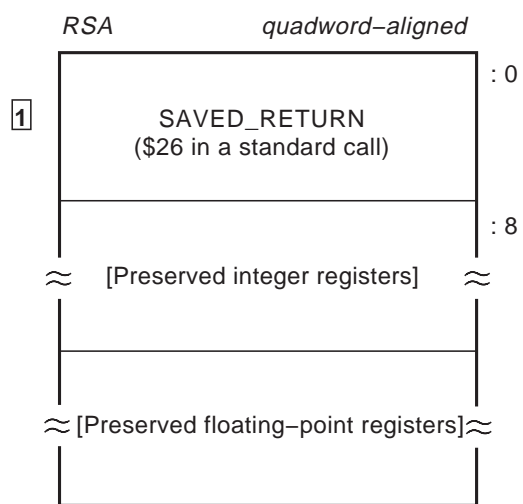 RSA quadword–aligned
: 0
1
SAVED_RETURN
($26 in a standard call)
: 8
[Preserved integer registers]
[Preserved floating–point registers]